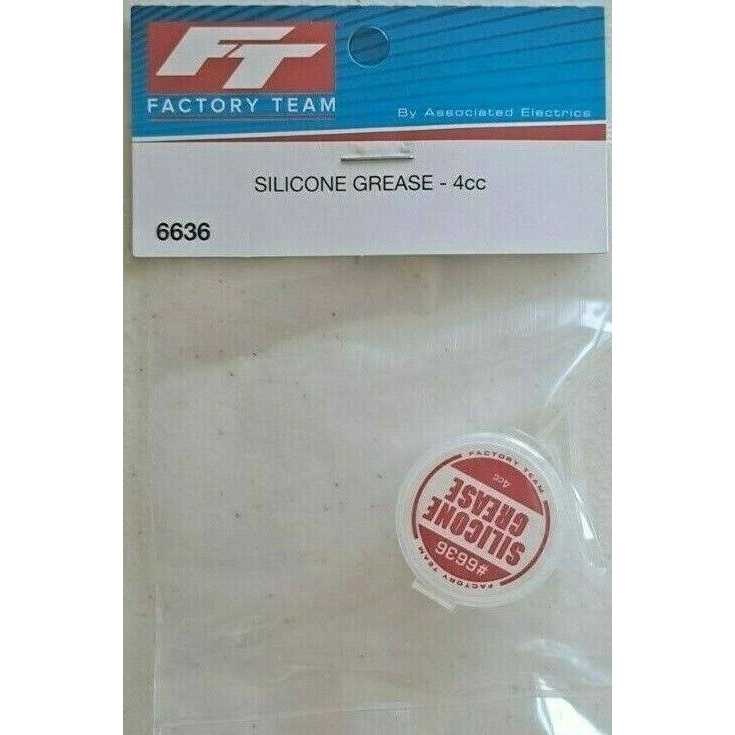 FT
FACTORY TEAM
By Associated Electrics
SILICONE GREASE - 4cc
6636
FACTORY TEAM
#6636
SILICONE
GREASE
4cc
FACTORY TEAM